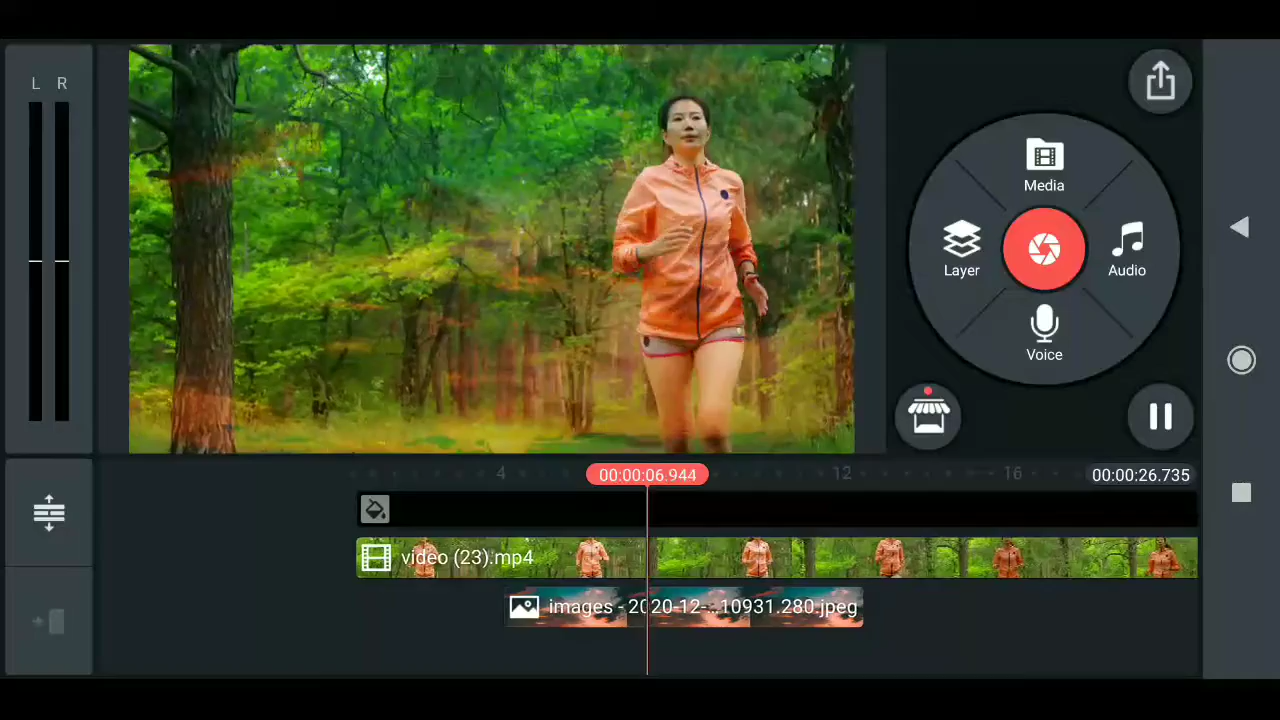 L R
Media
Layer
Audio
Voice
4
00:00:06.944
12
16
00:00:26.735
video (23).mp4
images - 2020-12-...10931.280.jpeg